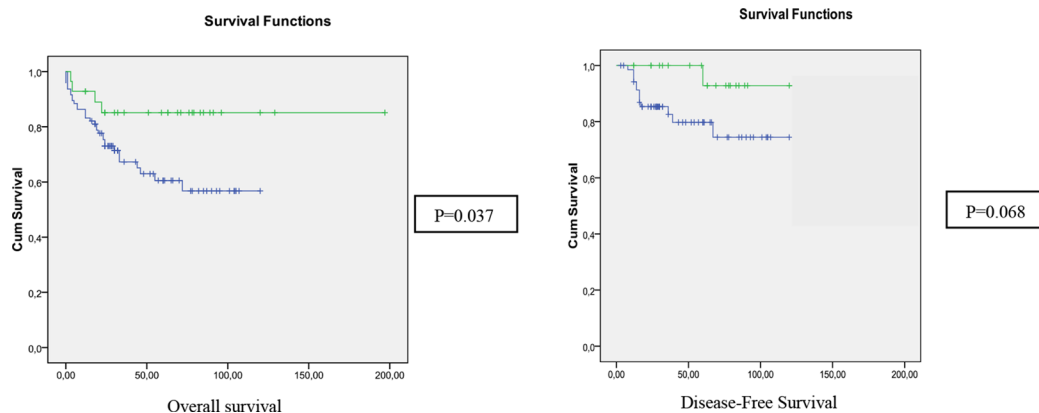 Survival Functions
Cum Survival
1,0
0,8
0,6
0,4
0,2
0,0
0,00
50,00
100,00
150,00
200,00
Overall survival
P=0.037
Survival Functions
Cum Survival
1,0
0,8
0,6
0,4
0,2
0,0
0,00
50,00
100,00
150,00
200,00
Disease-Free Survival
P=0.068